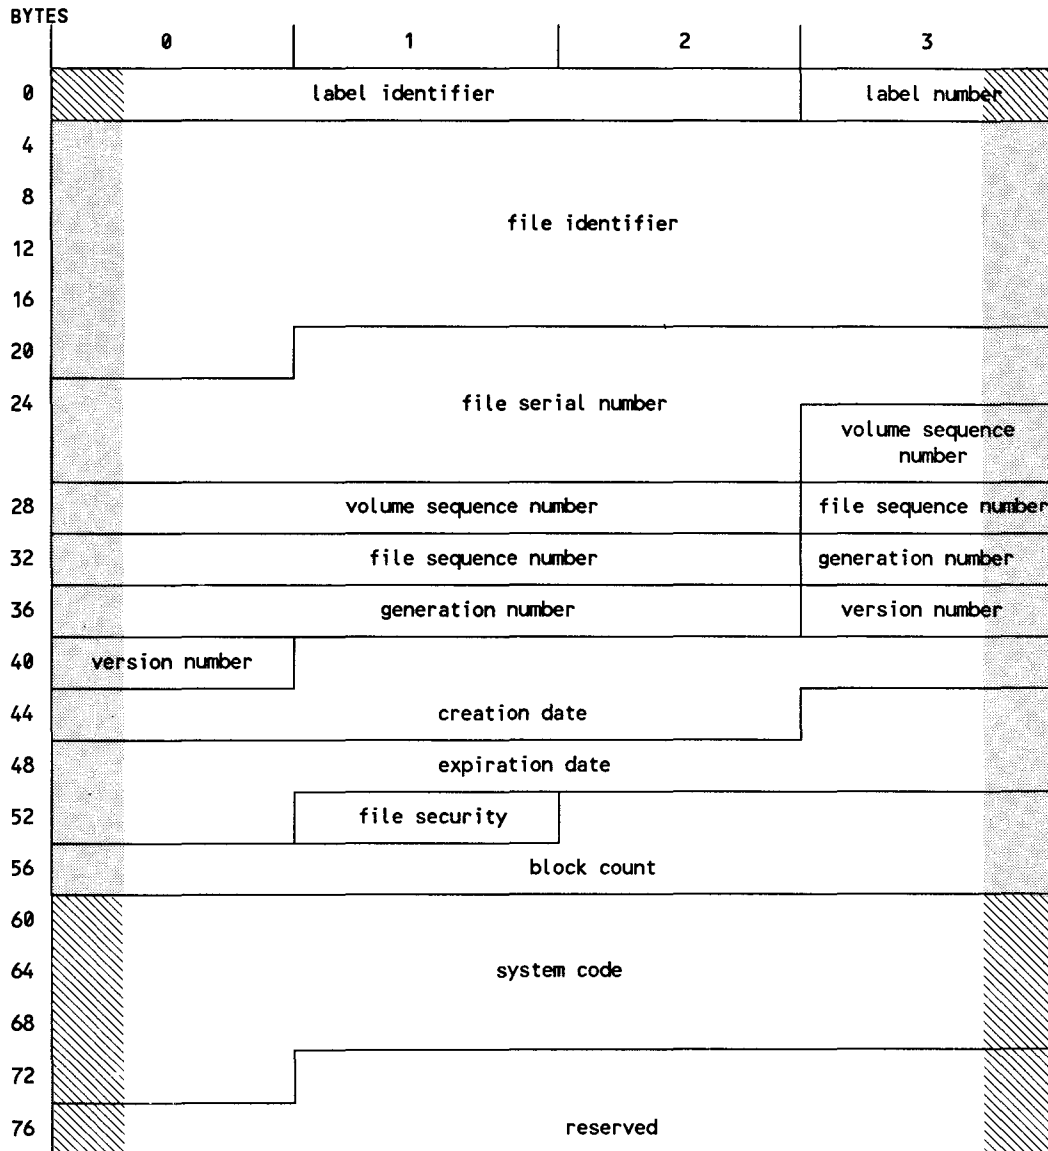 BYTES
0 1 2 3
0 label identifier label number
4
8
file identifier
12
16
20
24 file serial number
volume sequence
number
28 volume sequence number file sequence number
32 file sequence number generation number
36 generation number version number
40 version number
44 creation date
48 expiration date
52 file security
56 block count
60
64 system code
68
72
76 reserved